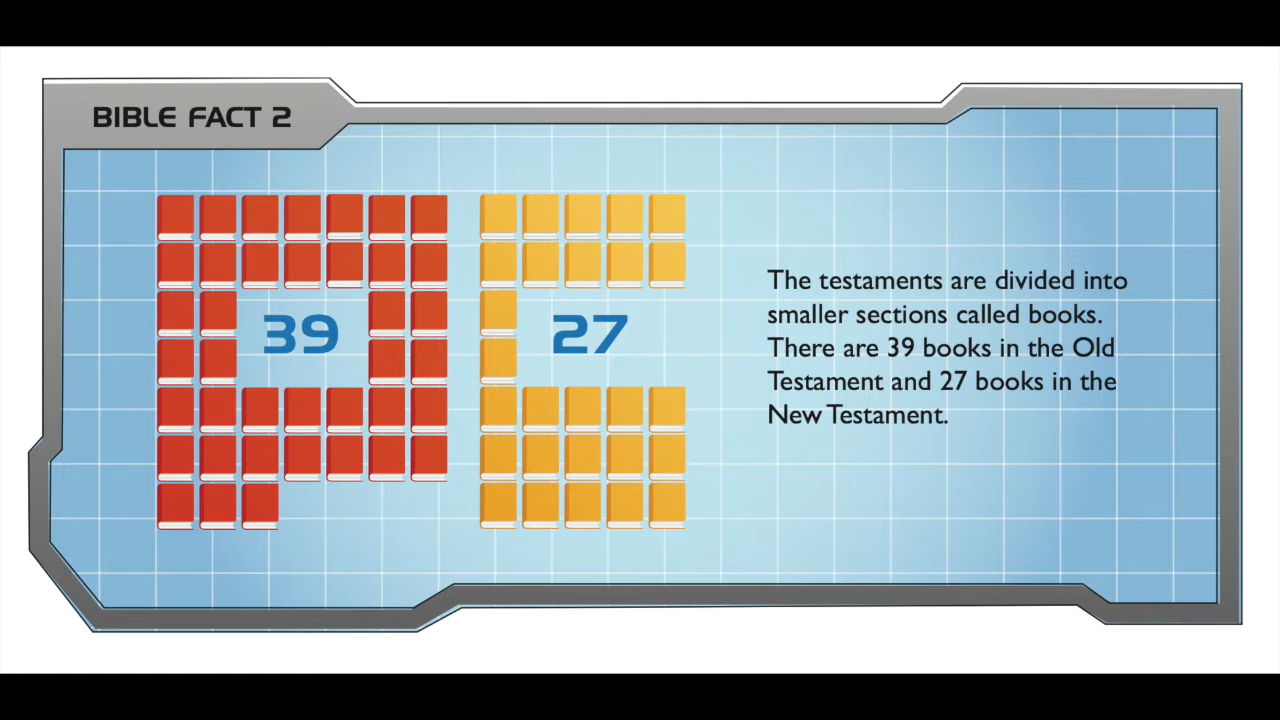 BIBLE FACT 2
39
27
The testaments are divided into
smaller sections called books.
There are 39 books in the Old
Testament and 27 books in the
New Testament.